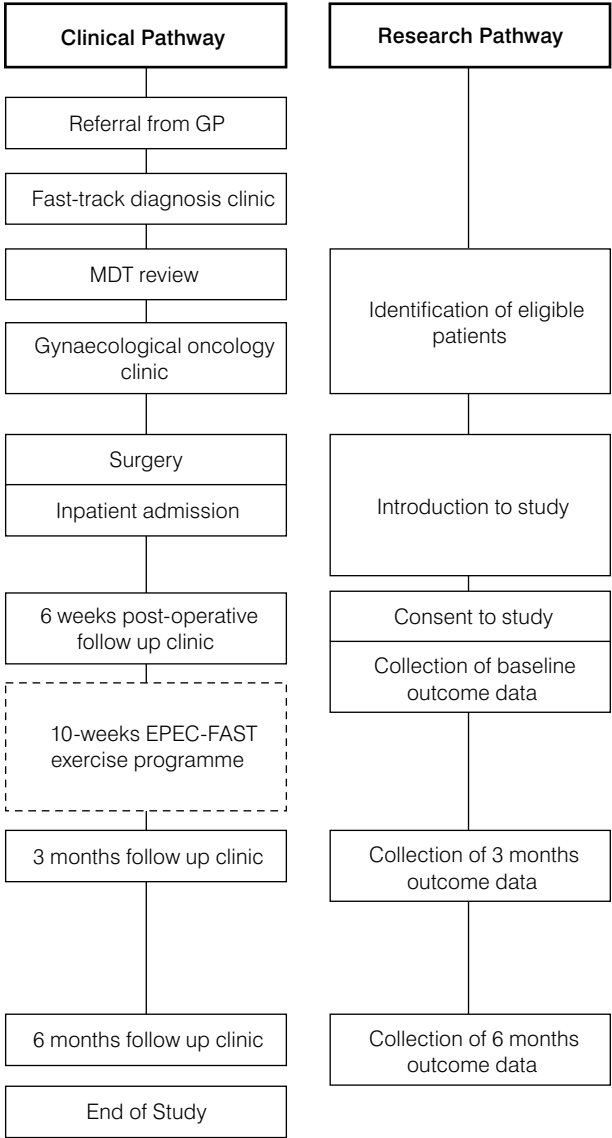 Clinical Pathway
Referral from GP
Fast-track diagnosis clinic
MDT review
Gynaecological oncology
clinic
Surgery
Inpatient admission
6 weeks post-operative
follow up clinic
10-weeks EPEC-FAST
exercise programme
3 months follow up clinic
6 months follow up clinic
End of Study
Research Pathway
Identification of eligible
patients
Introduction to study
Consent to study
Collection of baseline
outcome data
Collection of 3 months
outcome data
Collection of 6 months
outcome data